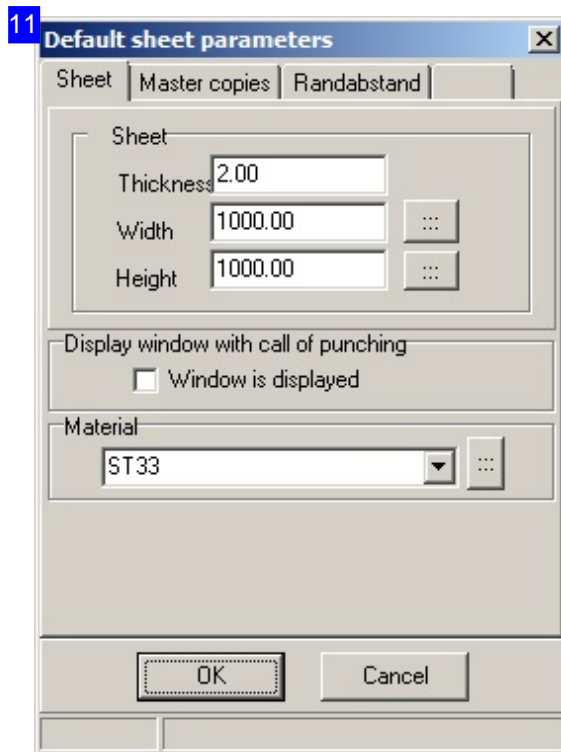 11
Default sheet parameters
Sheet Master copies Randabstand
Sheet
Thickness 2.00
Width 1000.00 :::
Height 1000.00 :::
Display window with call of punching
Window is displayed
Material
ST33 :::
OK Cancel